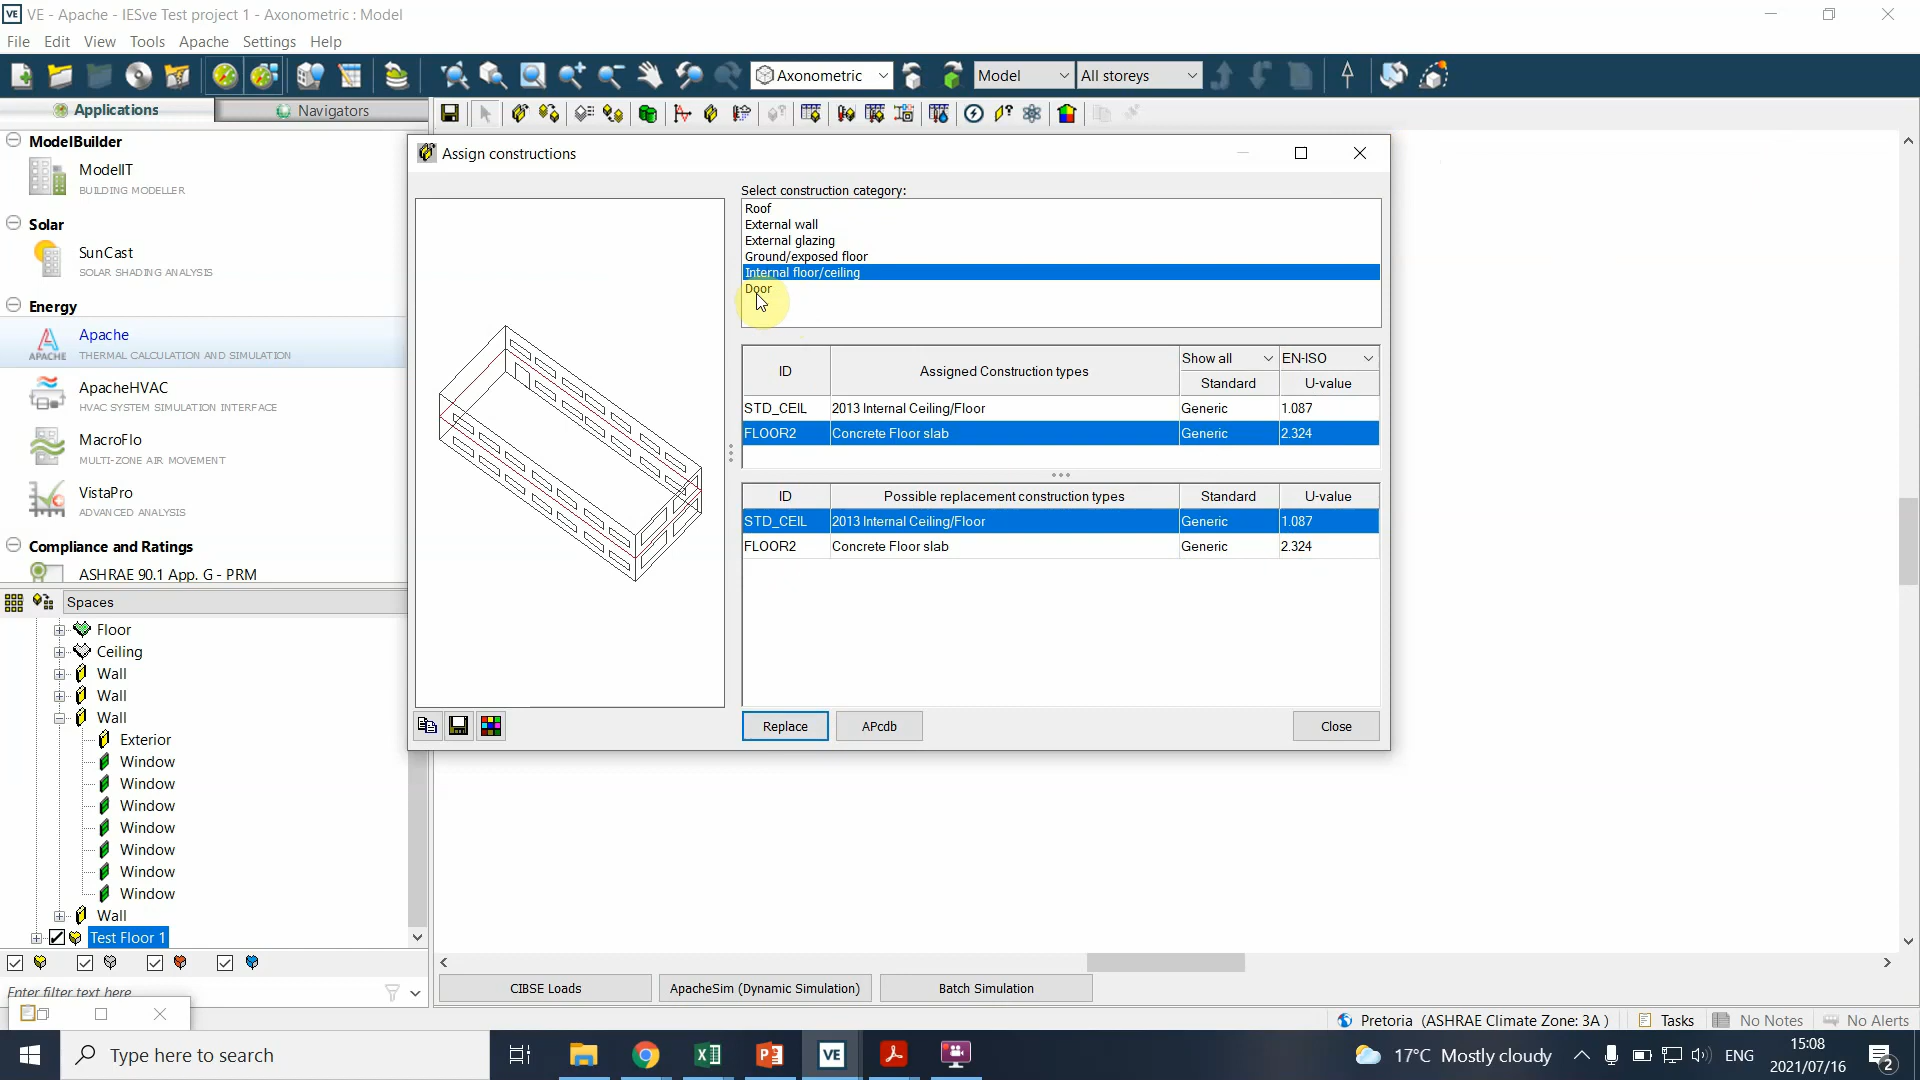 VE - Apache - IESve Test project 1 - Axonometric : Model
File Edit View Tools Apache Settings Help
Axonometric Model All storeys
Applications Navigators
ModelBuilder
ModelIT
BUILDING MODELLER
Solar
SunCast
SOLAR SHADING ANALYSIS
Energy
Apache
THERMAL CALCULATION AND SIMULATION
ApacheHVAC
HVAC SYSTEM SIMULATION INTERFACE
MacroFlo
MULTI-ZONE AIR MOVEMENT
VistaPro
ADVANCED ANALYSIS
Compliance and Ratings
ASHRAE 90.1 App. G - PRM
Spaces
Floor
Ceiling
Wall
Wall
Wall
Exterior
Window
Window
Window
Window
Window
Window
Window
Wall
Test Floor 1
Enter filter text here
Assign constructions
Select construction category:
Roof
External wall
External glazing
Ground/exposed floor
Internal floor/ceiling
Door
ID Assigned Construction types Show all EN-ISO
Standard U-value
STD_CEIL 2013 Internal Ceiling/Floor Generic 1.087
FLOOR2 Concrete Floor slab Generic 2.324
ID Possible replacement construction types Standard U-value
STD_CEIL 2013 Internal Ceiling/Floor Generic 1.087
FLOOR2 Concrete Floor slab Generic 2.324
Replace APcdb Close
CIBSE Loads ApacheSim (Dynamic Simulation) Batch Simulation
Pretoria (ASHRAE Climate Zone: 3A ) Tasks No Notes No Alerts
Type here to search
17°C Mostly cloudy ENG 15:08
2021/07/16
2